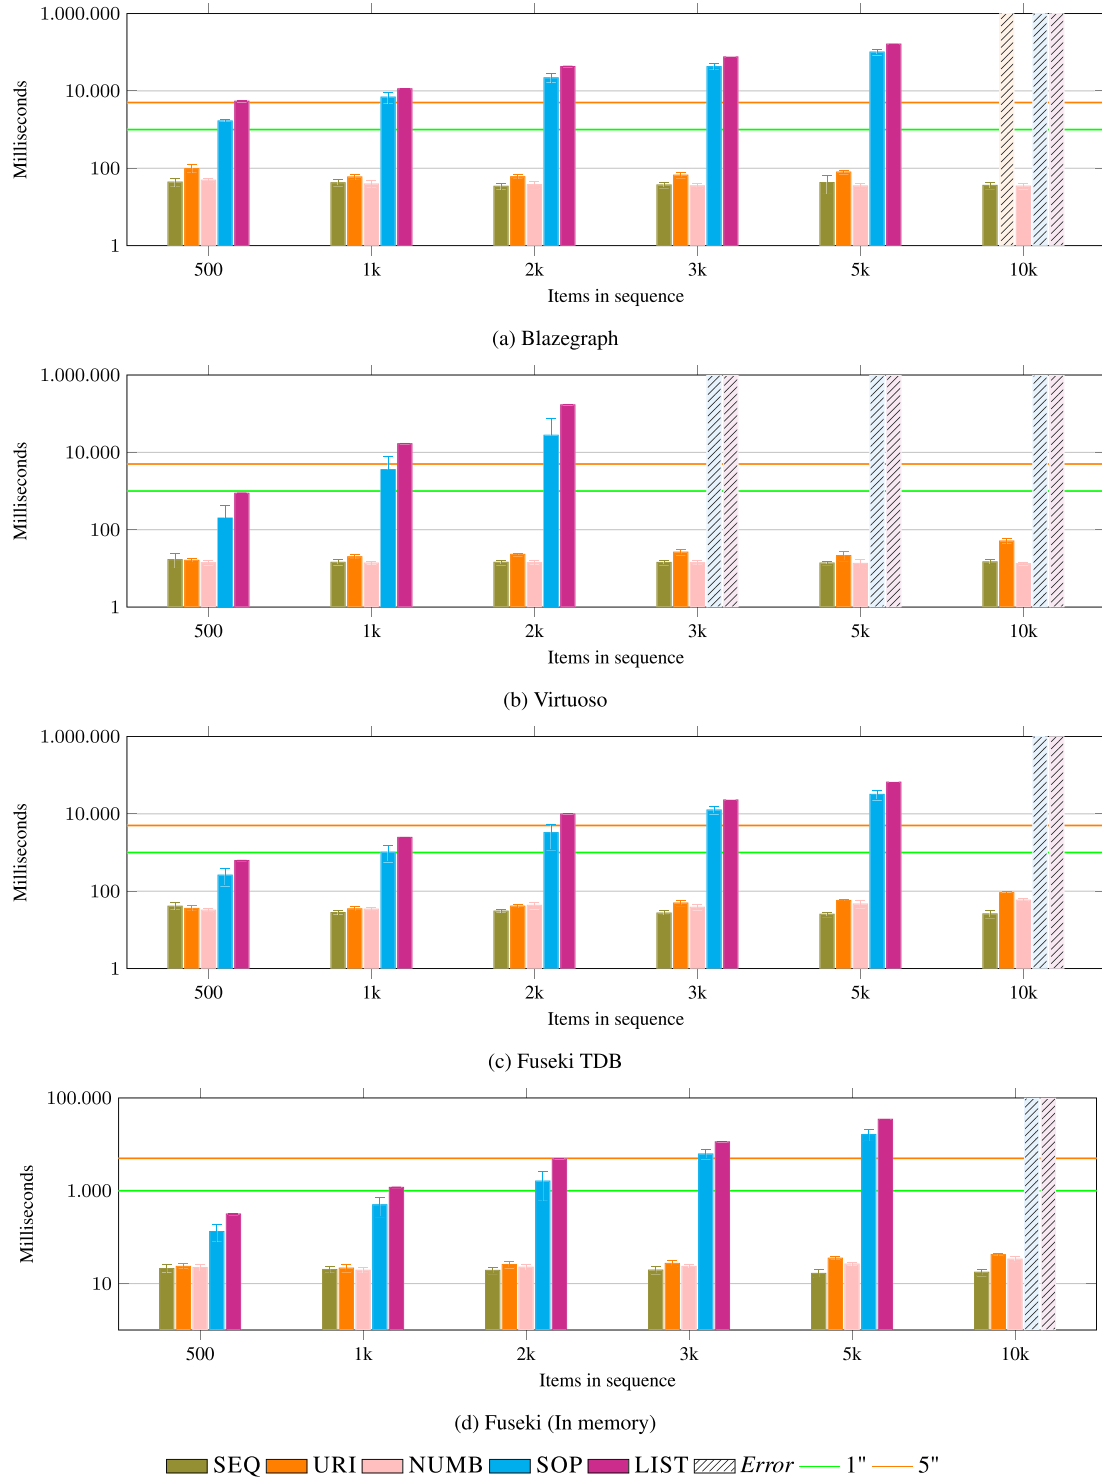 1.000.000
10.000
100
1
Milliseconds
500 1k 2k 3k 5k 10k
Items in sequence
(a) Blazegraph
1.000.000
10.000
100
1
Milliseconds
500 1k 2k 3k 5k 10k
Items in sequence
(b) Virtuoso
1.000.000
10.000
100
1
Milliseconds
500 1k 2k 3k 5k 10k
Items in sequence
(c) Fuseki TDB
100.000
1.000
10
Milliseconds
500 1k 2k 3k 5k 10k
Items in sequence
(d) Fuseki (In memory)
SEQ URI NUMB SOP LIST Error 1" 5"